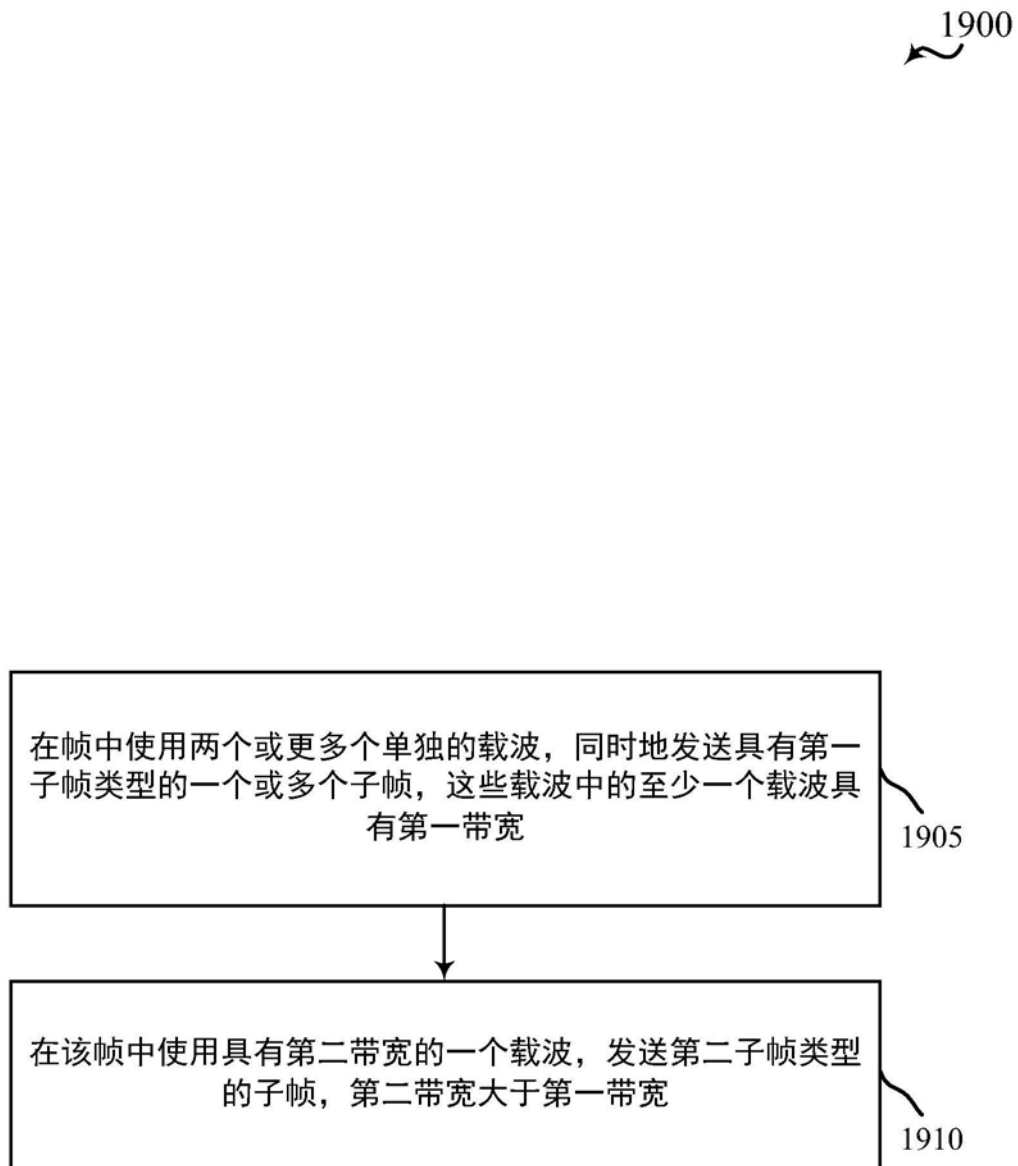 1900
在帧中使用两个或更多个单独的载波，同时地发送具有第一
子帧类型的一个或多个子帧，这些载波中的至少一个载波具
有第一带宽
1905
在该帧中使用具有第二带宽的一个载波，发送第二子帧类型
的子帧，第二带宽大于第一带宽
1910